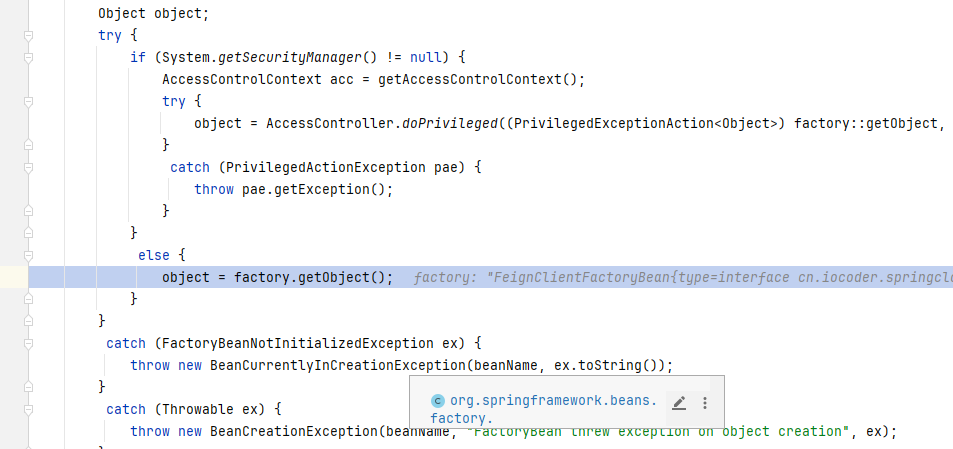 Object object;
try {
if (System.getSecurityManager() != null) {
AccessControlContext acc = getAccessControlContext();
try {
object = AccessController.doPrivileged((PrivilegedExceptionAction<Object>) factory::getObject,
}
catch (PrivilegedActionException pae) {
throw pae.getException();
}
}
else {
object = factory.getObject(); factory: "FeignClientFactoryBean{type=interface cn.iocoder.springclo
}
}
catch (FactoryBeanNotInitializedException ex) {
throw new BeanCurrentlyInCreationException(beanName, ex.toString());
}
C org.springframework.beans.
factory.
catch (Throwable ex) {
throw new BeanCreationException(beanName, "FactoryBean threw exception on object creation", ex);